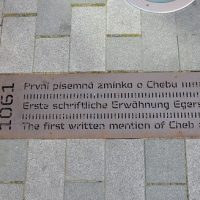 1061
První písemná zmínka o Chebu
Erste schriftliche Erwähnung Egers
The first written mention of Cheb